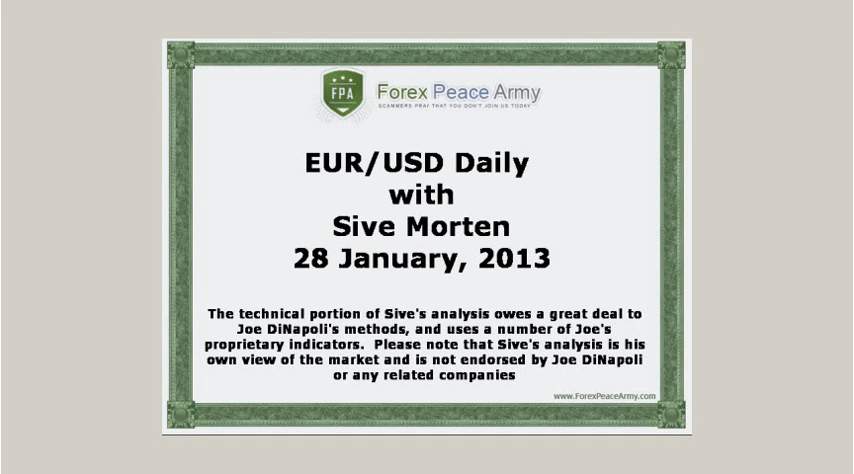 FPA
Forex Peace Army
SCAMMERS PRAY THAT YOU DON'T JOIN US TODAY
EUR/USD Daily
with
Sive Morten
28 January, 2013
The technical portion of Sive's analysis owes a great deal to
Joe DiNapoli's methods, and uses a number of Joe's
proprietary indicators. Please note that Sive's analysis is his
own view of the market and is not endorsed by Joe DiNapoli
or any related companies
www.ForexPeaceArmy.com